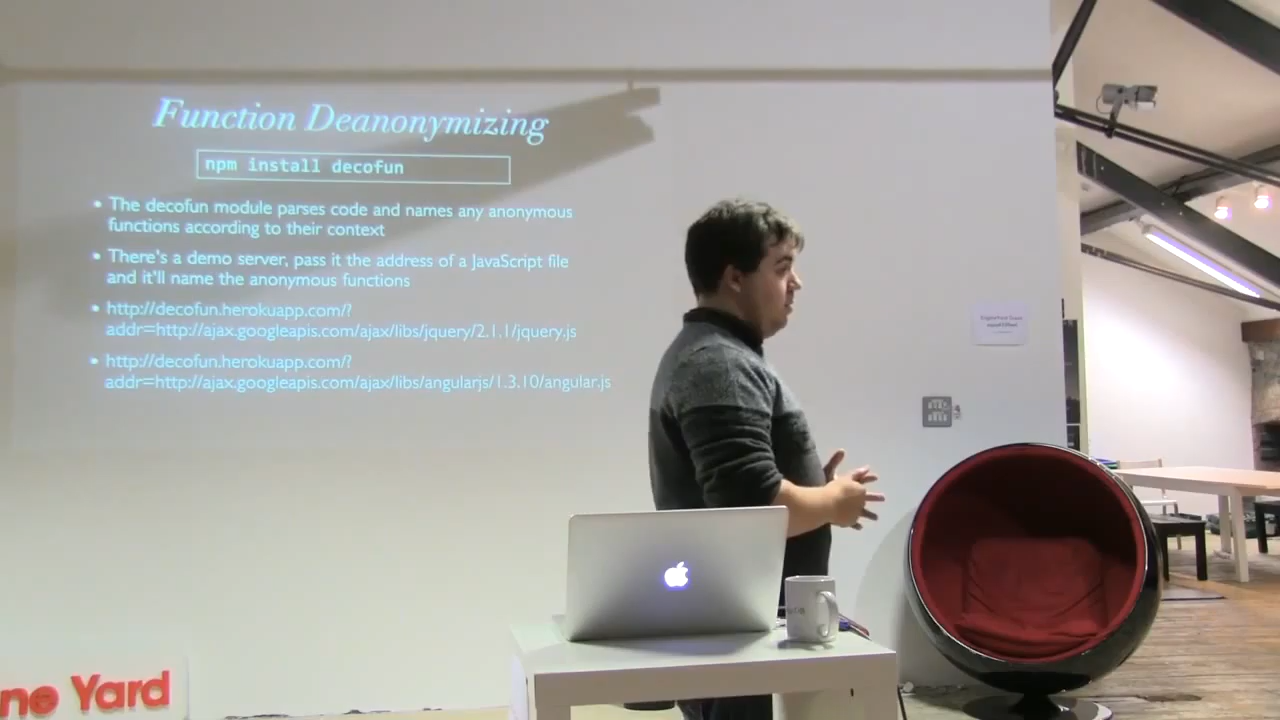 Function Deanonymizing
npm install decofun
• The decofun module parses code and names any anonymous
functions according to their context
• There's a demo server, pass it the address of a JavaScript file
and it'll name the anonymous functions
• http://decofun.herokuapp.com/?
addr=http://ajax.googleapis.com/ajax/libs/jquery/2.1.1/jquery.js
• http://decofun.herokuapp.com/?
addr=http://ajax.googleapis.com/ajax/libs/angularjs/1.3.10/angular.js
ne Yard